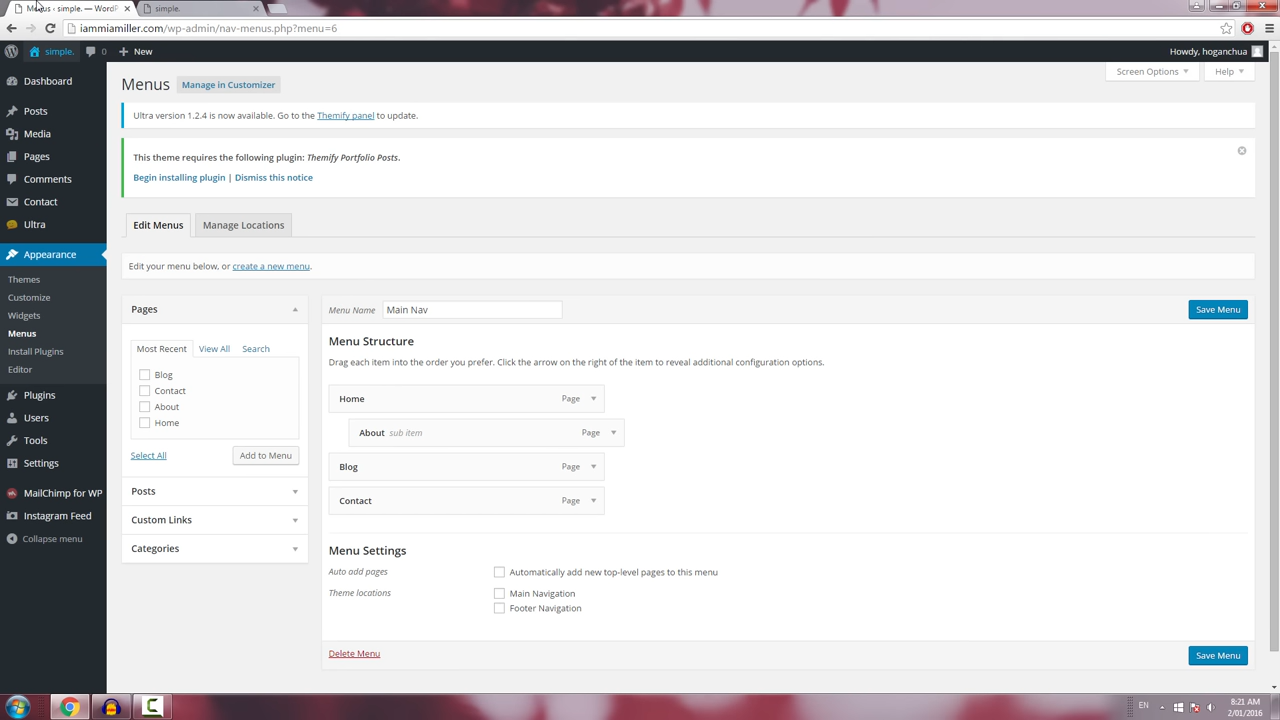 Menus ‹ simple. — WordP
simple.
iammiamiller.com/wp-admin/nav-menus.php?menu=6
simple.
0
New
Howdy, hoganchua
Dashboard
Posts
Media
Pages
Comments
Contact
Ultra
Appearance
Themes
Customize
Widgets
Menus
Install Plugins
Editor
Plugins
Users
Tools
Settings
MailChimp for WP
Instagram Feed
Collapse menu
Screen Options
Help
Menus
Manage in Customizer
Ultra version 1.2.4 is now available. Go to the Themify panel to update.
This theme requires the following plugin: Themify Portfolio Posts.
Begin installing plugin | Dismiss this notice
Edit Menus
Manage Locations
Edit your menu below, or create a new menu.
Pages
Most Recent
View All
Search
Blog
Contact
About
Home
Select All
Add to Menu
Posts
Custom Links
Categories
Menu Name
Main Nav
Save Menu
Menu Structure
Drag each item into the order you prefer. Click the arrow on the right of the item to reveal additional configuration options.
Home Page
About sub item Page
Blog Page
Contact Page
Menu Settings
Auto add pages
Automatically add new top-level pages to this menu
Theme locations
Main Navigation
Footer Navigation
Delete Menu
Save Menu
EN
8:21 AM
2/01/2016